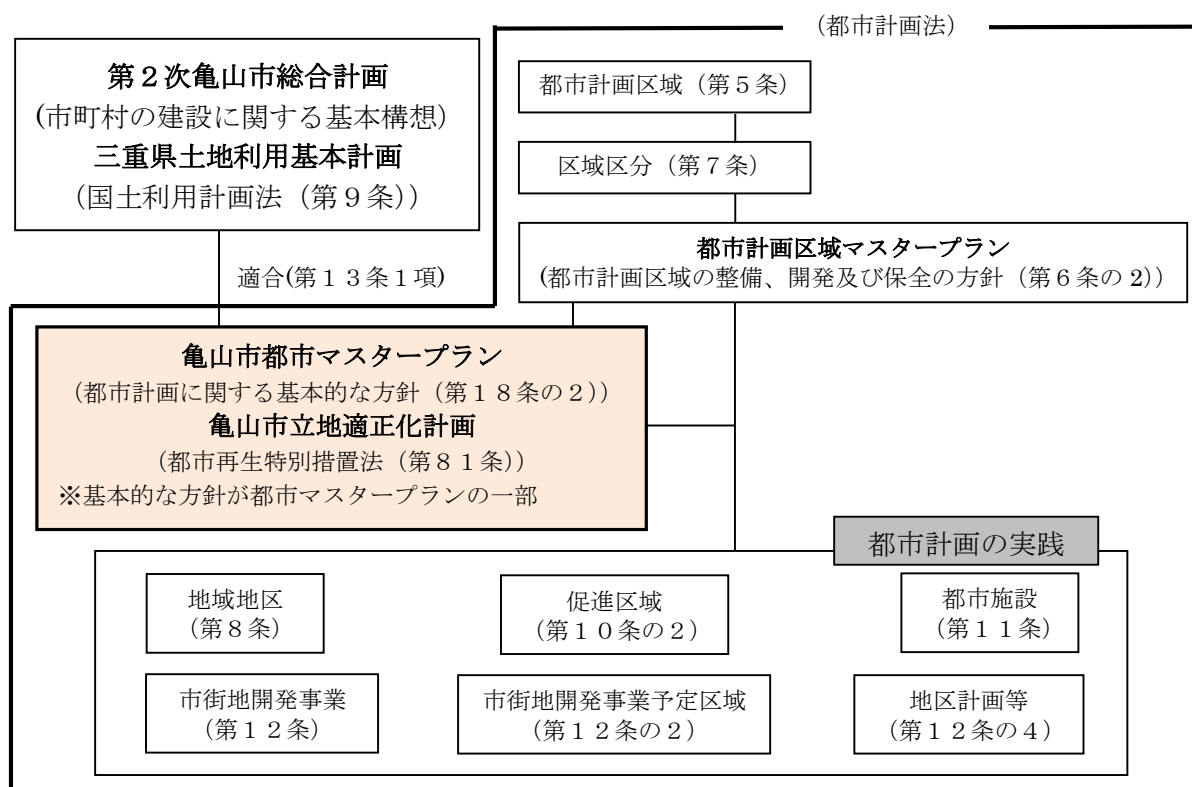 （都市計画法）
第２次亀山市総合計画
(市町村の建設に関する基本構想)
三重県土地利用基本計画
（国土利用計画法（第９条））
適合(第１３条１項)
都市計画区域（第５条）
区域区分（第７条）
都市計画区域マスタープラン
(都市計画区域の整備、開発及び保全の方針（第６条の 2）)
亀山市都市マスタープラン
（都市計画に関する基本的な方針（第１８条の２））
亀山市立地適正化計画
（都市再生特別措置法（第８１条））
※基本的な方針が都市マスタープランの一部
都市計画の実践
地域地区
（第８条）
促進区域
（第１０条の２）
都市施設
（第１１条）
市街地開発事業
（第１２条）
市街地開発事業予定区域
（第１２条の２）
地区計画等
（第１２条の４）